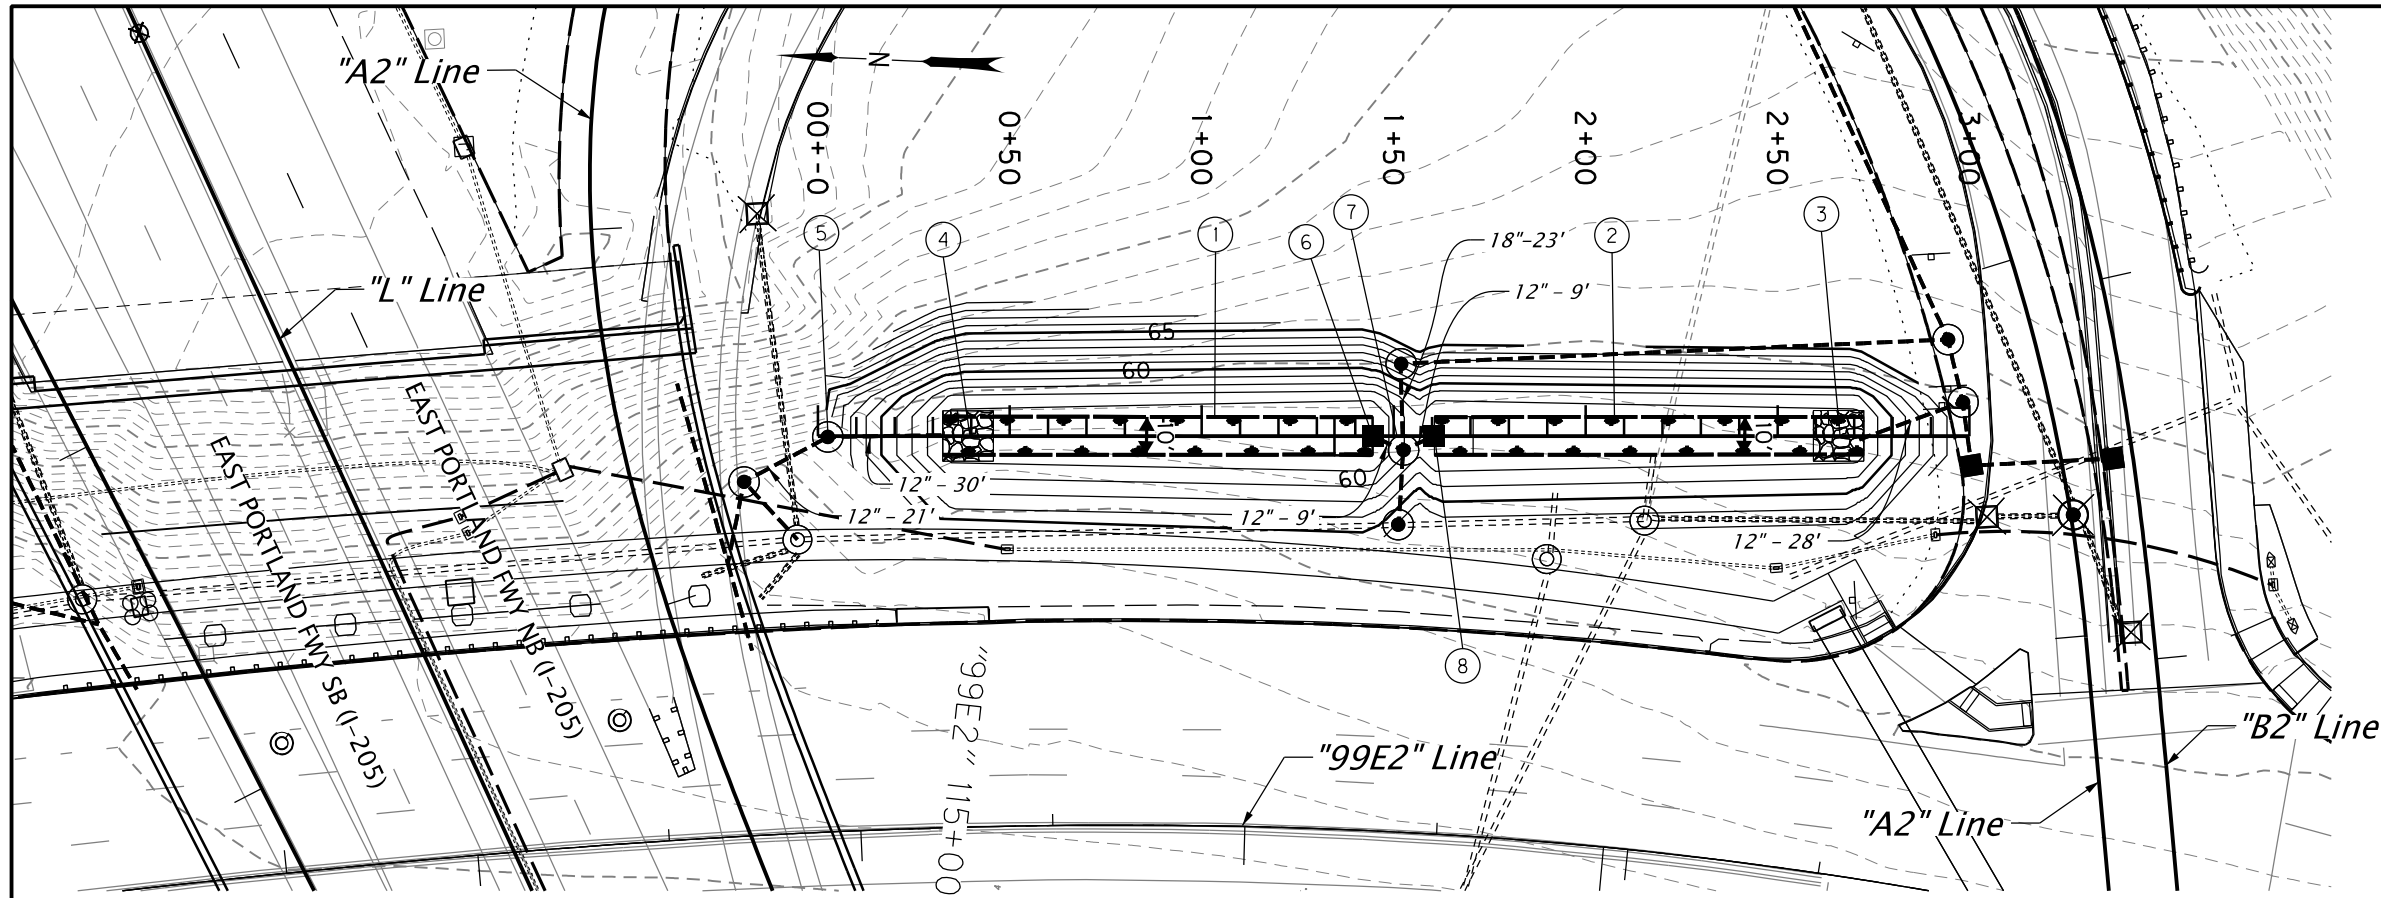 "A2" Line
N
"L" Line
00+-0
0+50
1+00
1+50
2+00
2+50
3+00
5
4
1
6
7
2
3
18"-23'
12" - 9'
65
60
60
10'
10'
12" - 30'
12" - 21'
12" - 9'
12" - 28'
8
EAST PORTLAND FWY SB (I-205)
EAST PORTLAND FWY NB (I-205)
"99E2" 115+00
"99E2" Line
"A2" Line
"B2" Line